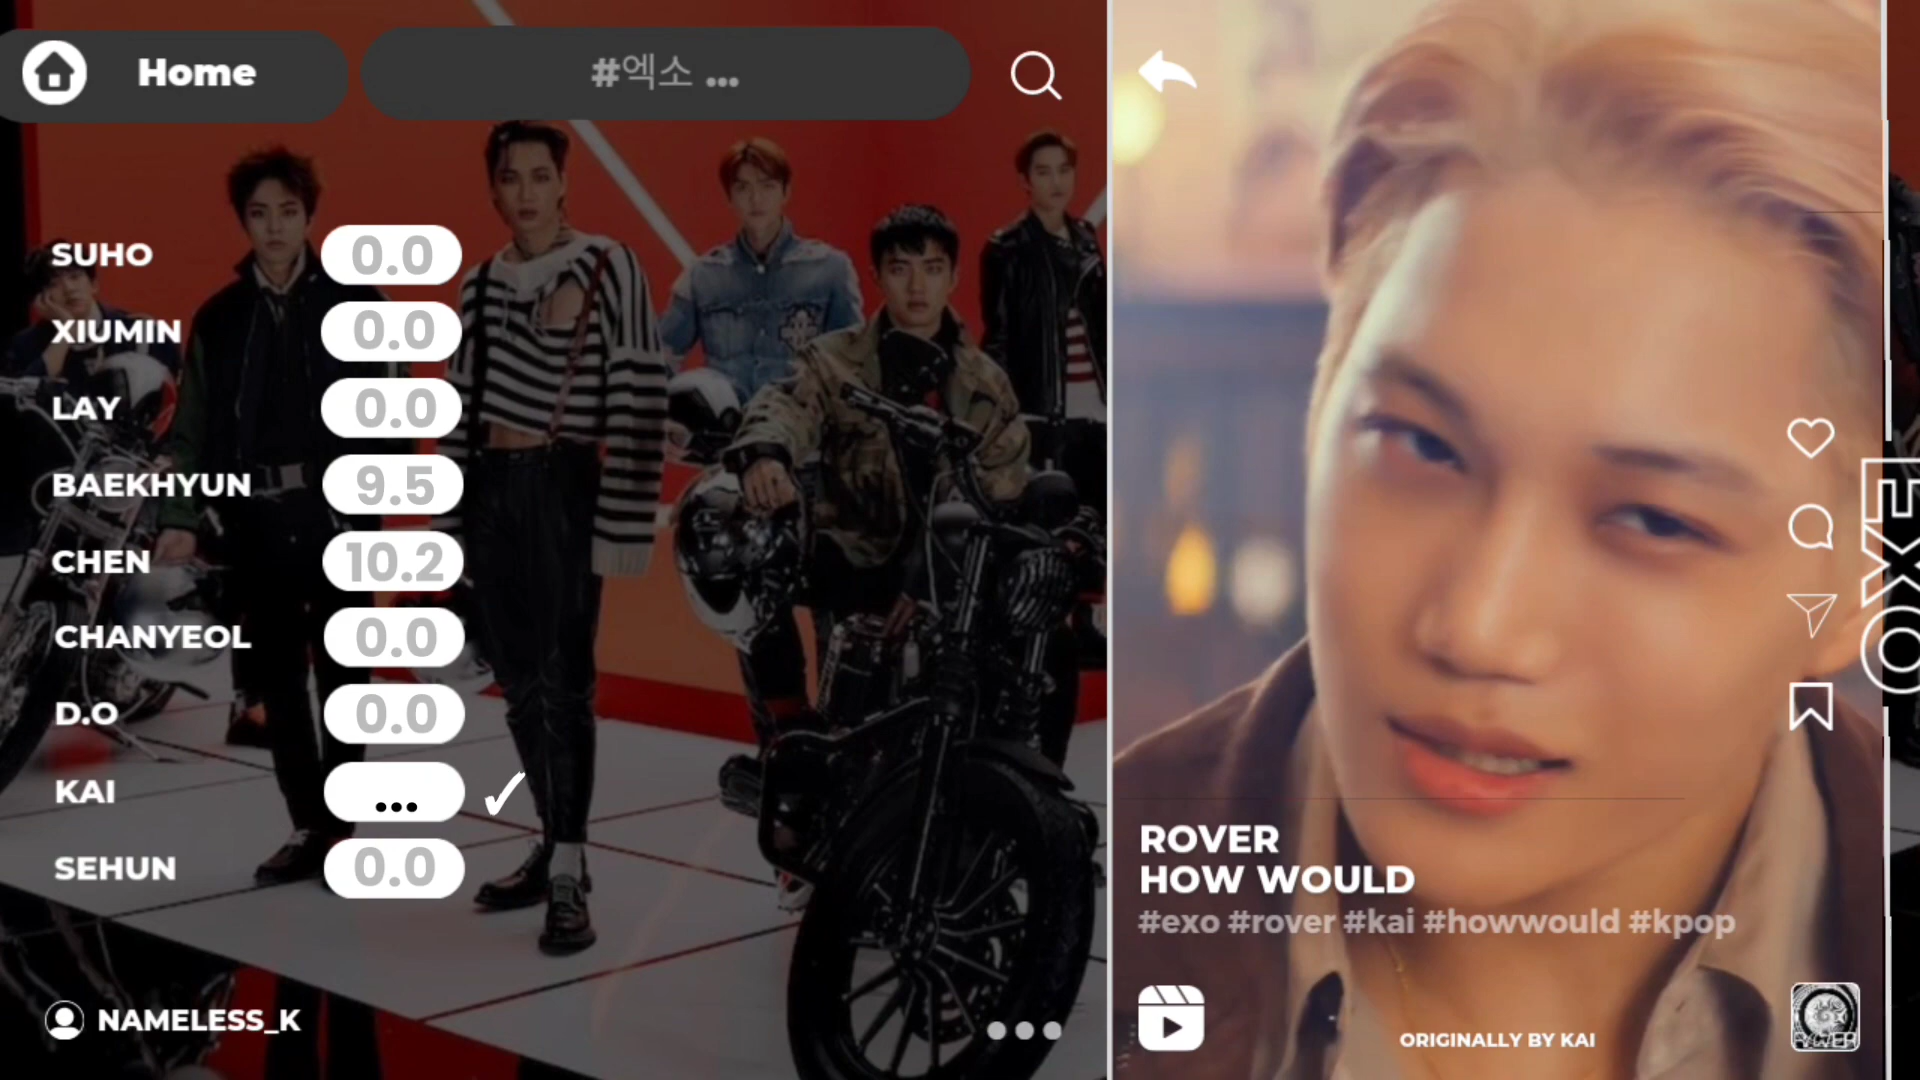 Home
#엑소 ...
SUHO 0.0
XIUMIN 0.0
LAY 0.0
BAEKHYUN 9.5
CHEN 10.2
CHANYEOL 0.0
D.O 0.0
KAI ... ✓
SEHUN 0.0
NAMELESS_K
ROVER
HOW WOULD
#exo #rover #kai #howwould #kpop
ORIGINALLY BY KAI
EXO
ROVER